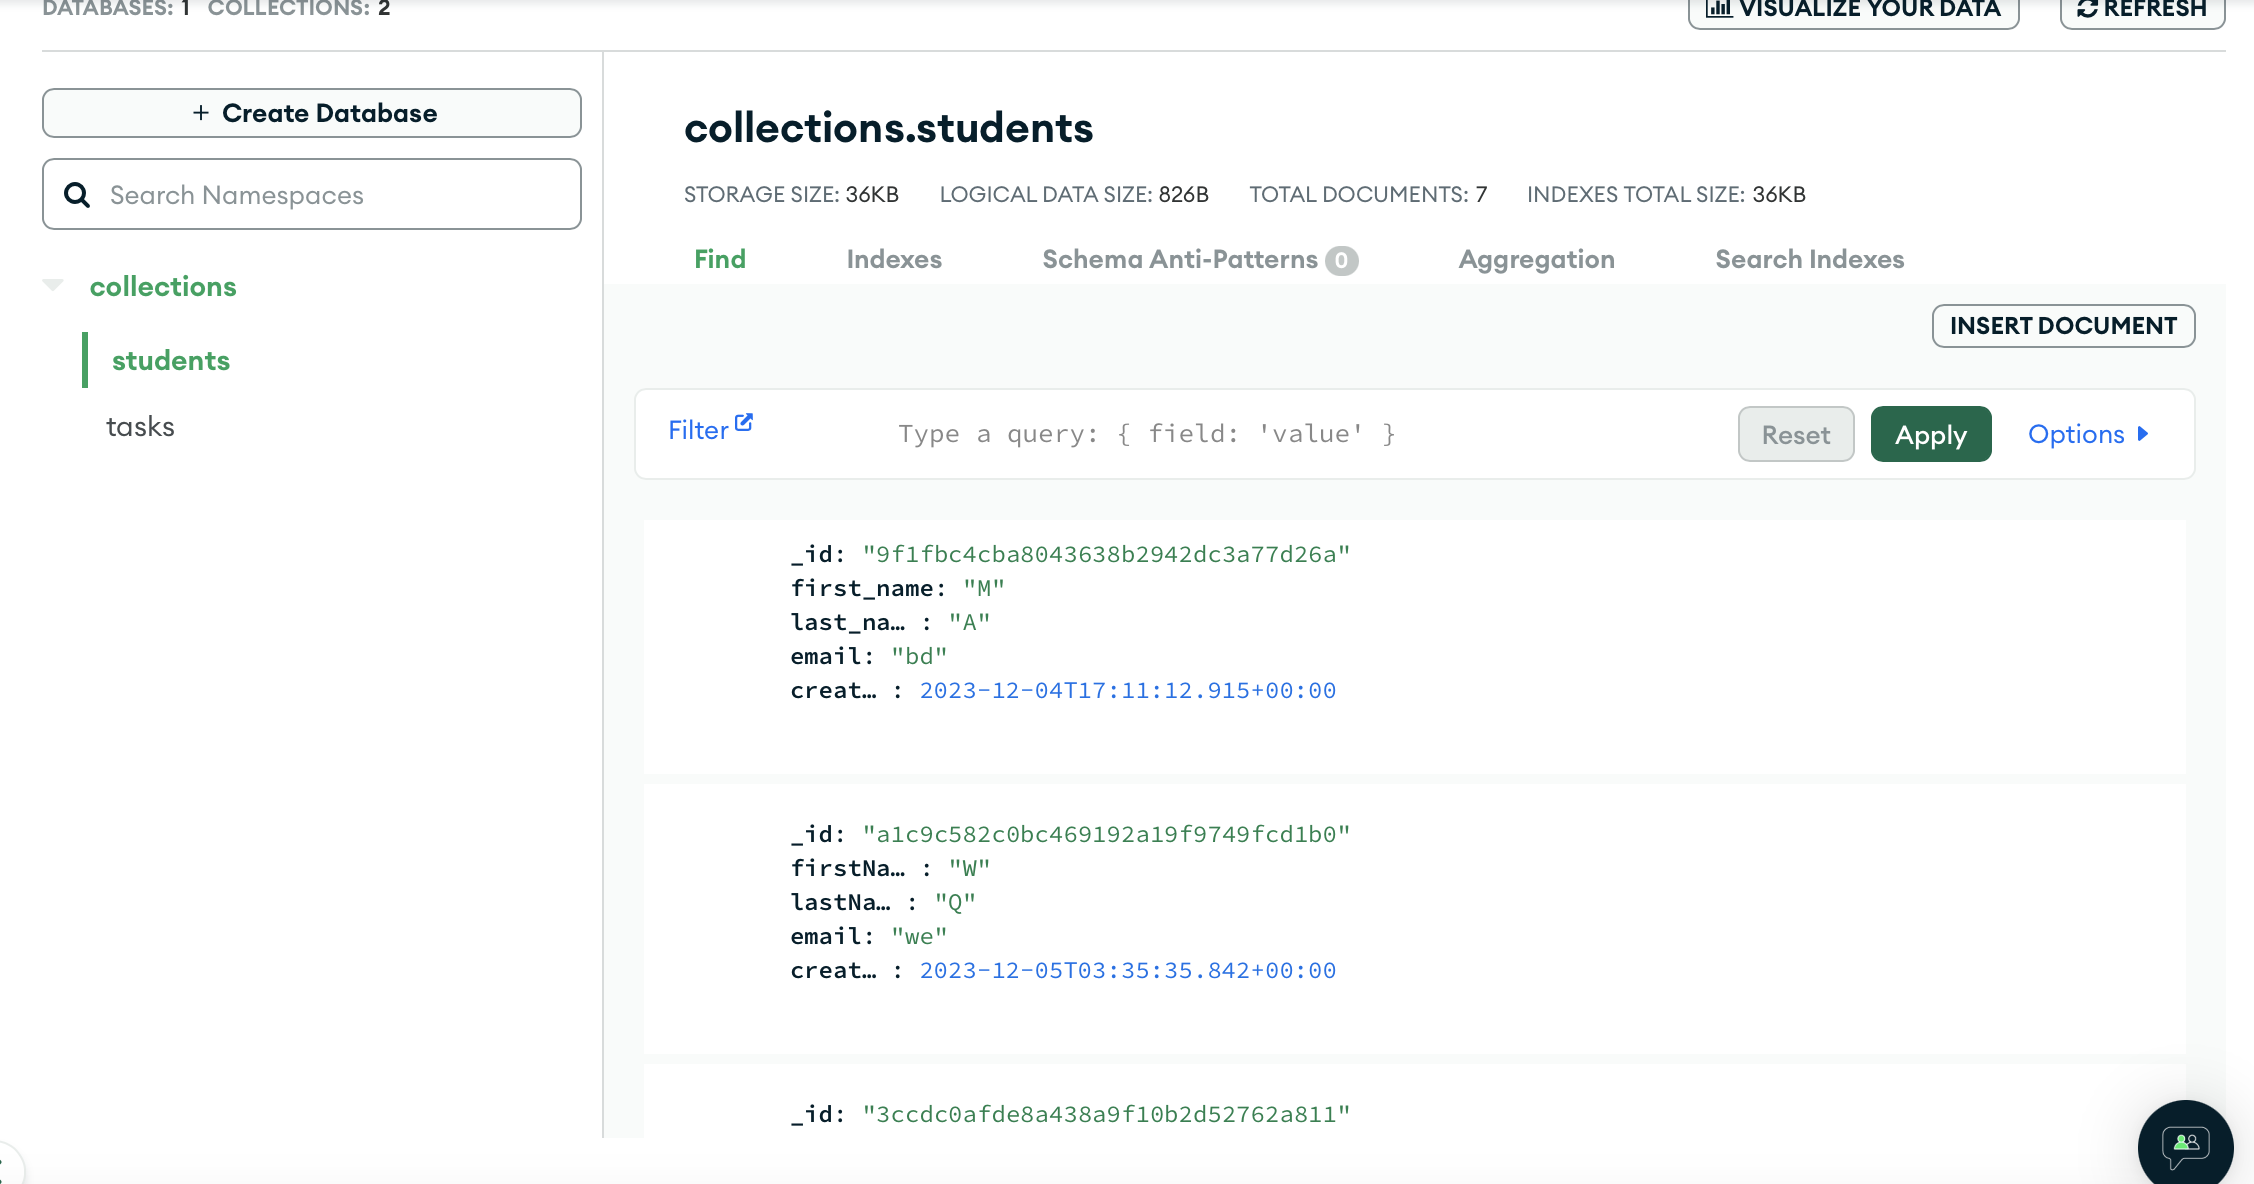 DATABASES: 1 COLLECTIONS: 2
VISUALIZE YOUR DATA
REFRESH
+ Create Database
Search Namespaces
collections
students
tasks
collections.students
STORAGE SIZE: 36KB LOGICAL DATA SIZE: 826B TOTAL DOCUMENTS: 7 INDEXES TOTAL SIZE: 36KB
Find Indexes Schema Anti-Patterns 0 Aggregation Search Indexes
INSERT DOCUMENT
Filter Type a query: { field: 'value' } Reset Apply Options
_id: "9f1fbc4cba8043638b2942dc3a77d26a"
first_name: "M"
last_na… : "A"
email: "bd"
creat… : 2023-12-04T17:11:12.915+00:00
_id: "a1c9c582c0bc469192a19f9749fcd1b0"
firstNa… : "W"
lastNa… : "Q"
email: "we"
creat… : 2023-12-05T03:35:35.842+00:00
_id: "3ccdc0afde8a438a9f10b2d52762a811"